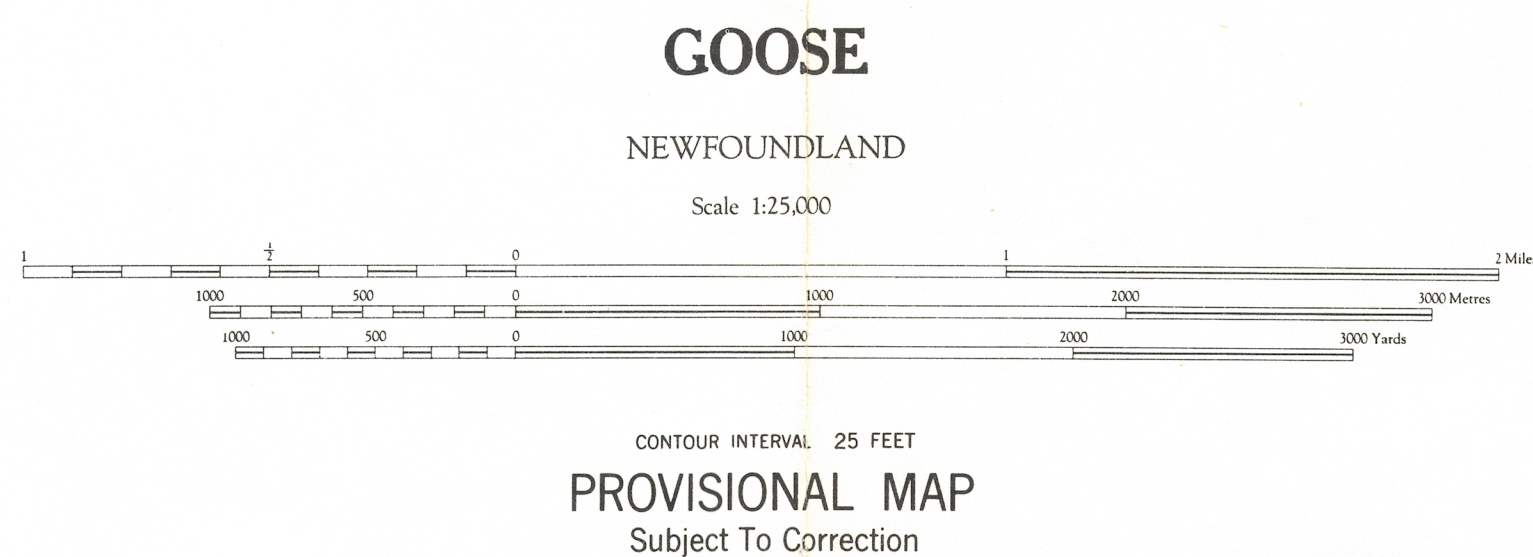 GOOSE
NEWFOUNDLAND
Scale 1:25,000
1 ½ 0 1 2 Mile
1000 500 0 1000 2000 3000 Metres
1000 500 0 1000 2000 3000 Yards
CONTOUR INTERVAL 25 FEET
PROVISIONAL MAP
Subject To Correction